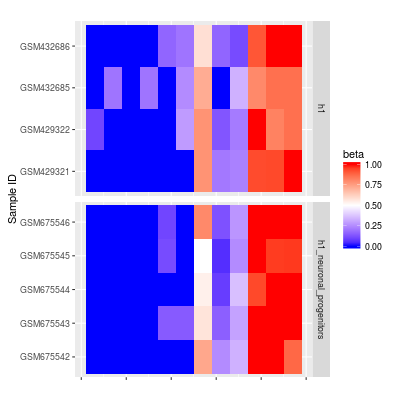 GSM432686
GSM432685
GSM429322
GSM429321
h1
GSM675546
GSM675545
GSM675544
GSM675543
GSM675542
h1_neuronal_progenitors
Sample ID
beta
1.00
0.75
0.50
0.25
0.00